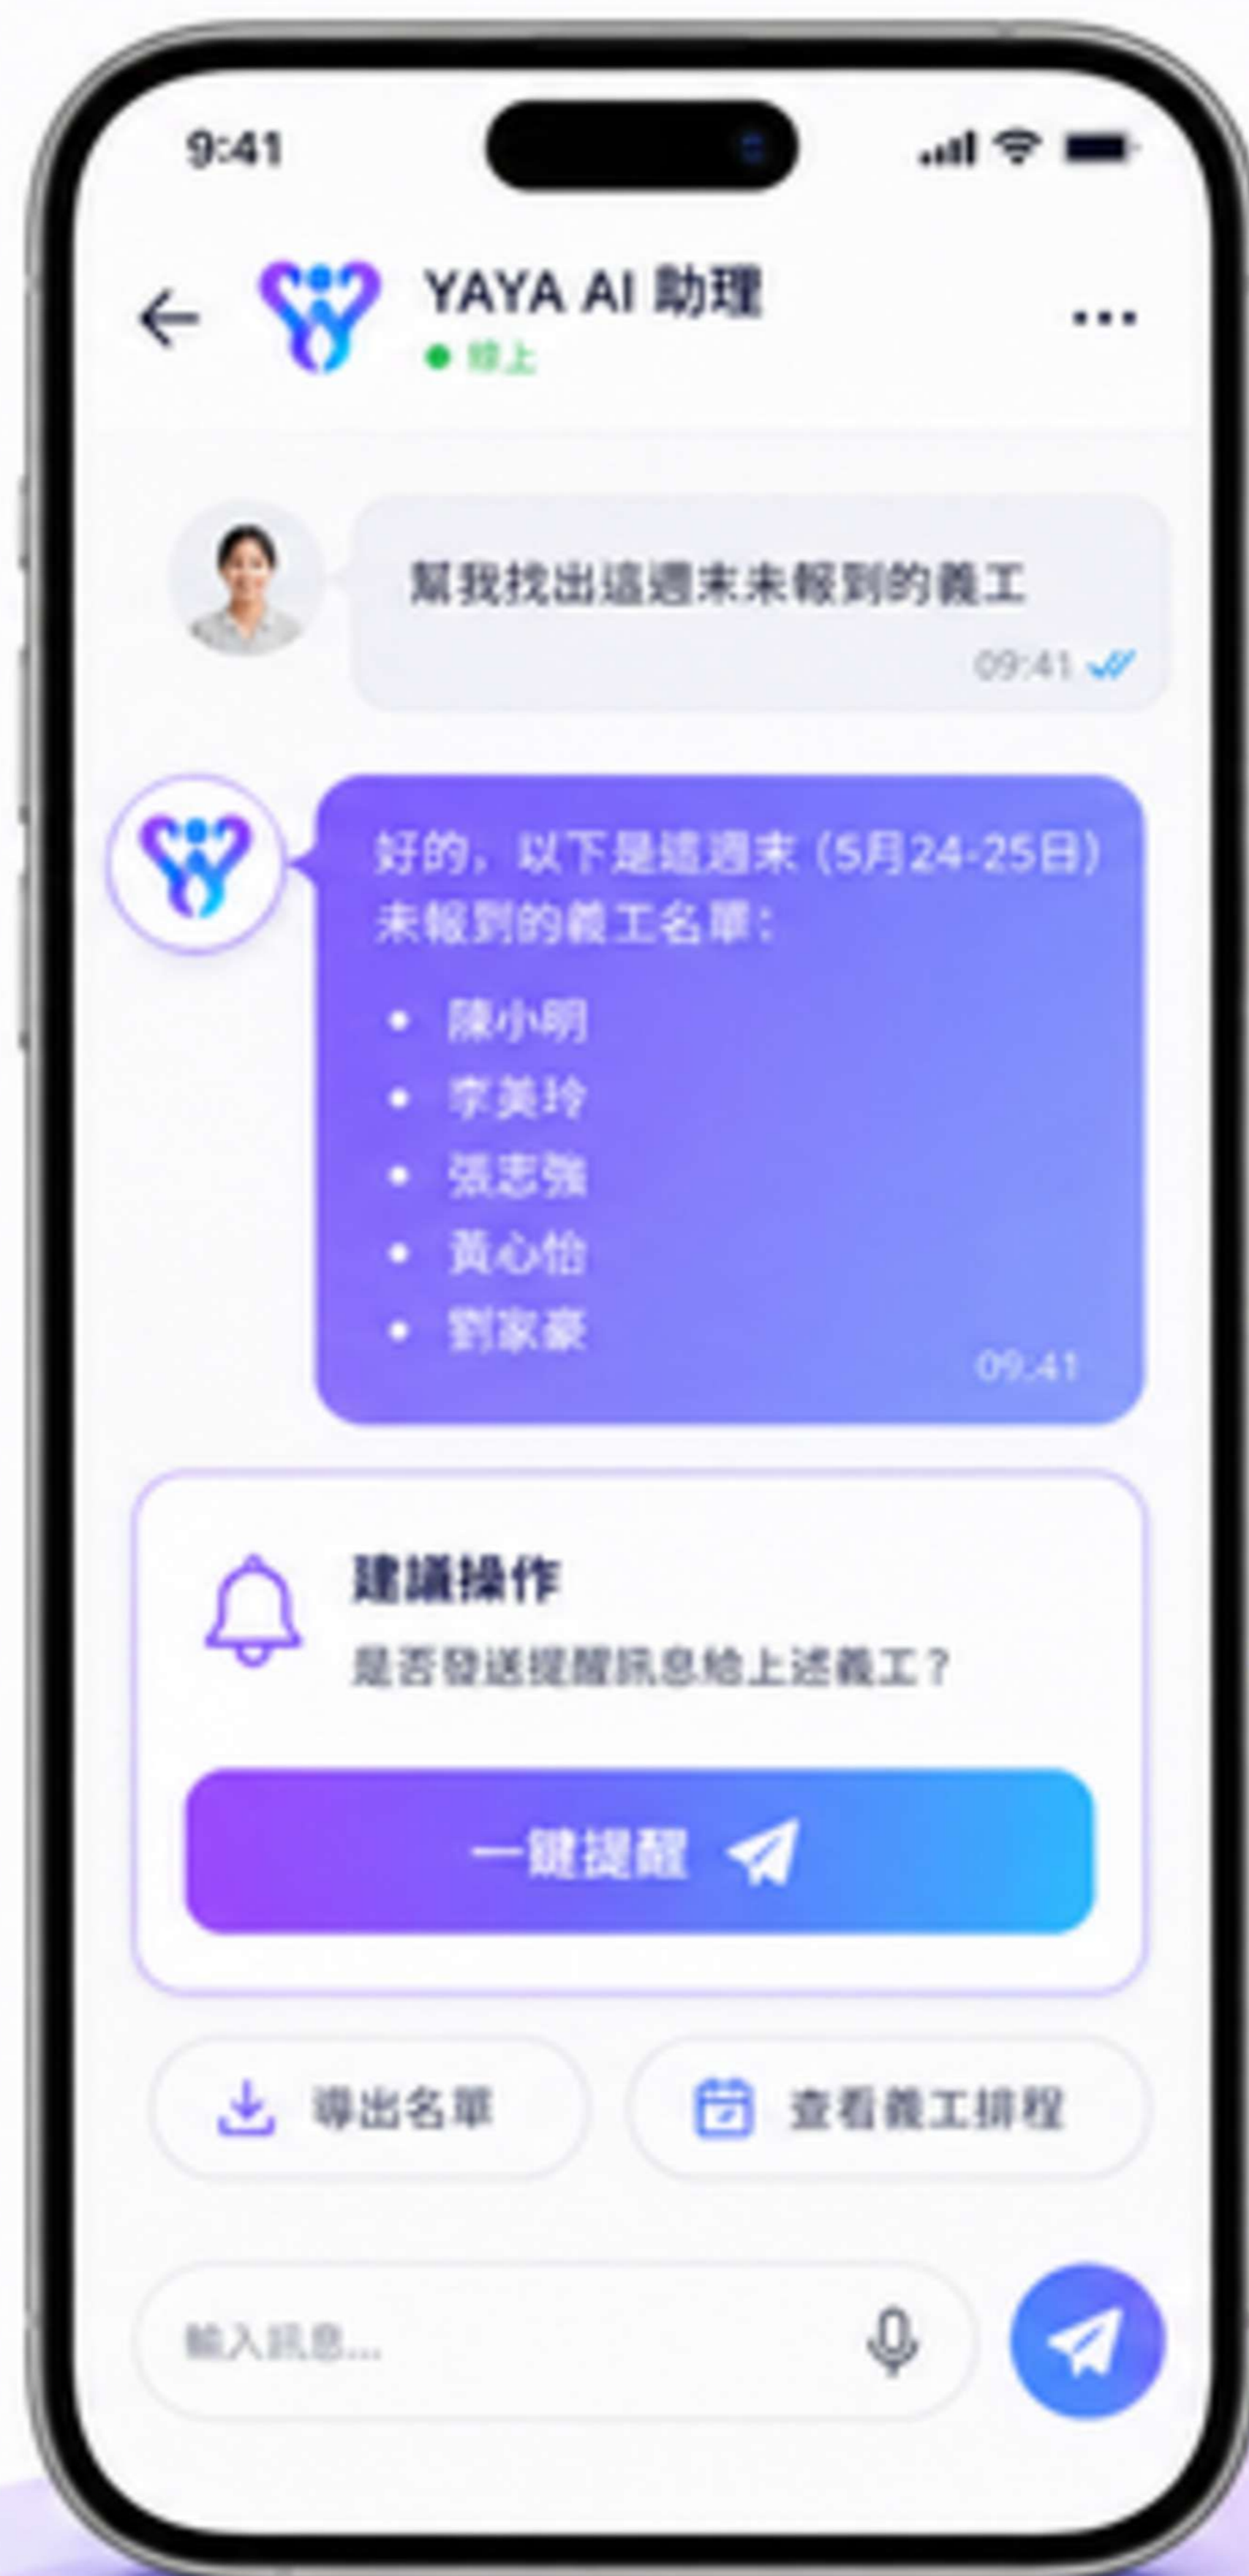 9:41
YAYA AI 助理
線上
幫我找出這週末未報到的義工
09:41
好的，以下是這週末（5月24-25日）
未報到的義工名單：
• 陳小明
• 李美玲
• 張志強
• 黃心怡
• 劉家豪
09:41
建議操作
是否發送提醒訊息給上述義工？
一鍵提醒
導出名單
查看義工排程
輸入訊息...